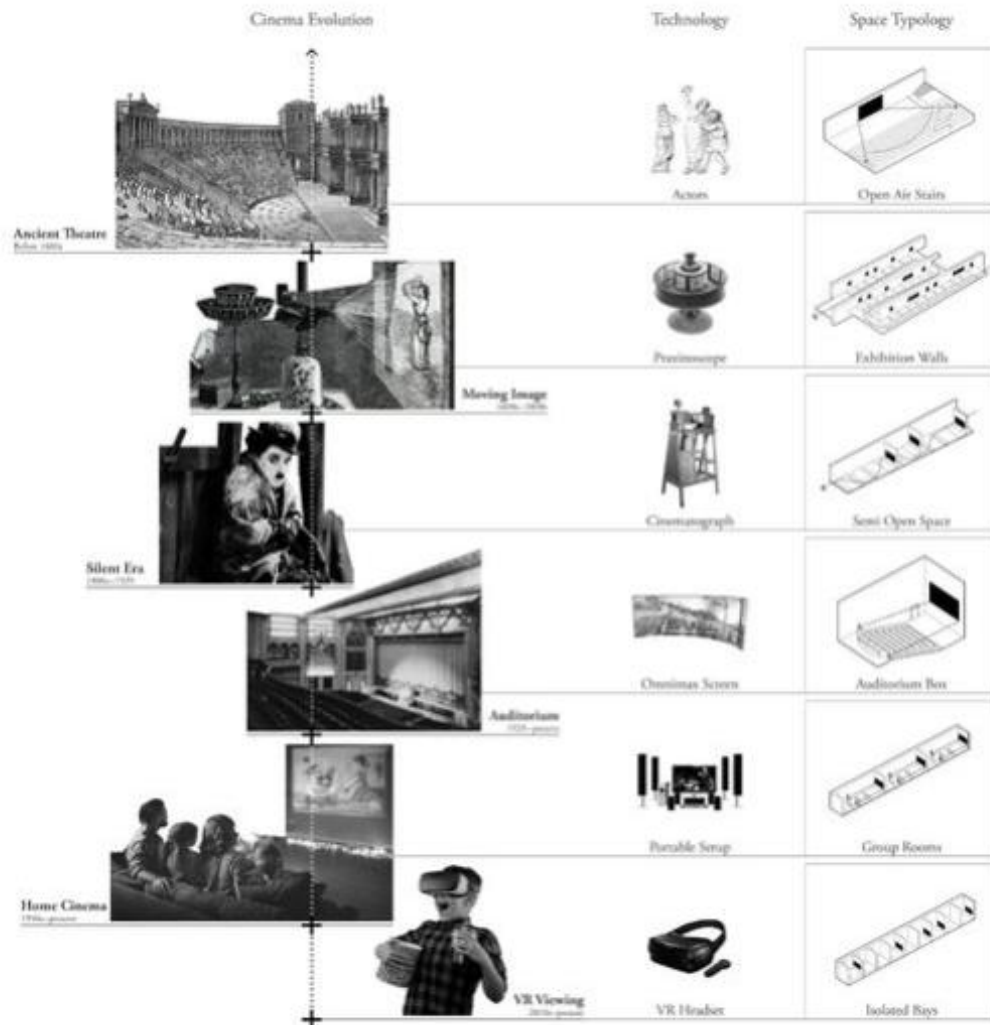 Cinema Evolution
Technology
Space Typology
Actors
Open Air Stairs
Ancient Theatre
Praxinoscope
Exhibition Walls
Moving Image
Cinematograph
Semi Open Space
Silent Era
Omnimax Screen
Auditorium Box
Auditorium
Portable Setup
Group Rooms
Home Cinema
VR Viewing
VR Headset
Isolated Bays